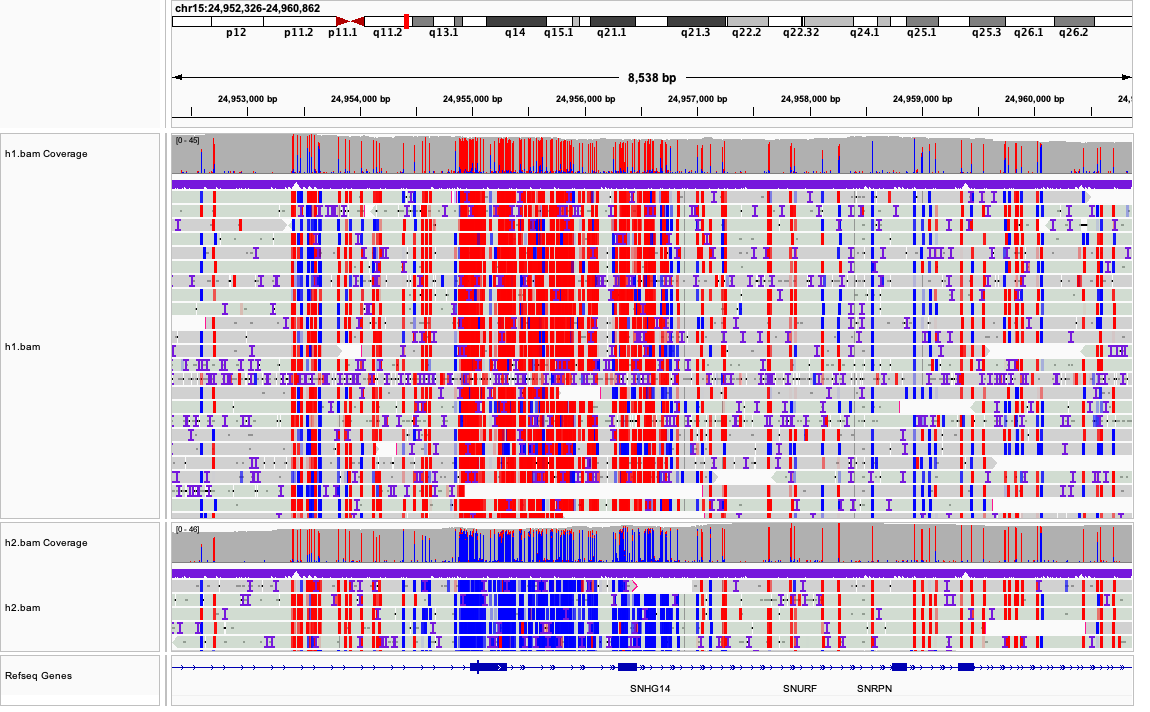 chr15:24,952,326-24,960,862
p12 p11.2 p11.1 q11.2 q13.1 q14 q15.1 q21.1 q21.3 q22.2 q22.32 q24.1 q25.1 q25.3 q26.1 q26.2
8,538 bp
24,953,000 bp 24,954,000 bp 24,955,000 bp 24,956,000 bp 24,957,000 bp 24,958,000 bp 24,959,000 bp 24,960,000 bp 24,
h1.bam Coverage
[0 - 45]
h1.bam
h2.bam Coverage
[0 - 46]
h2.bam
Refseq Genes
SNHG14 SNURF SNRPN